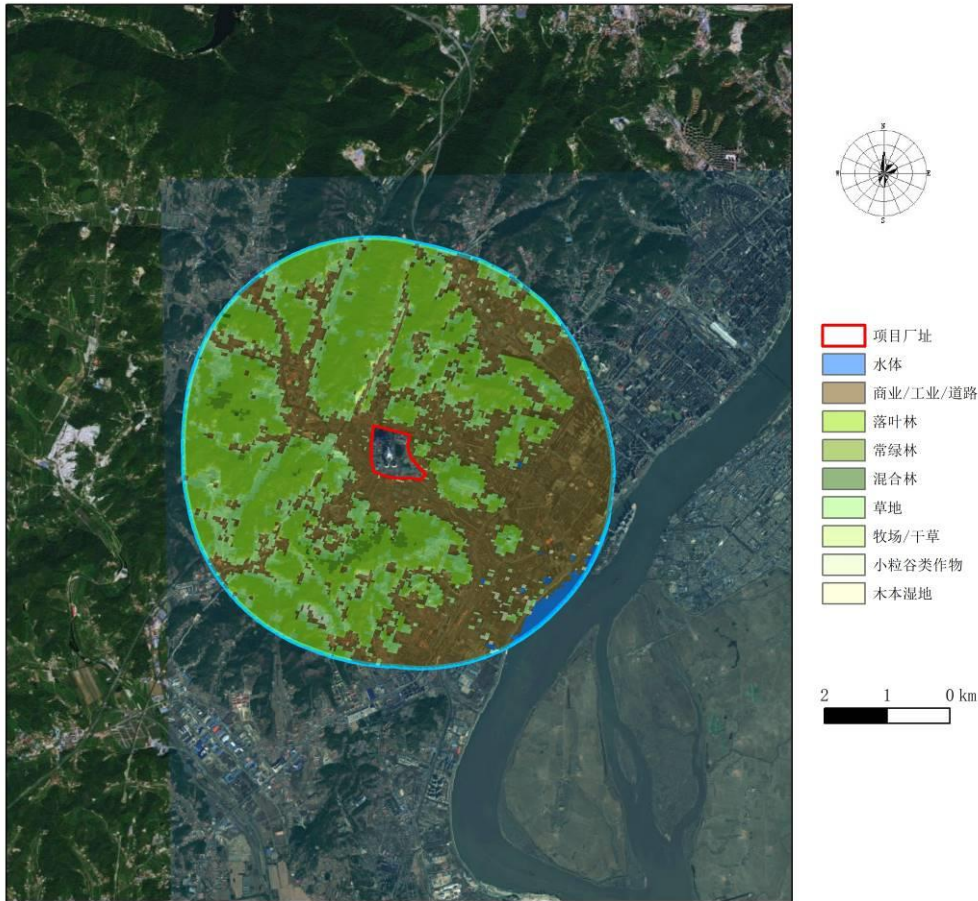 N
W
E
S
项目厂址
水体
商业/工业/道路
落叶林
常绿林
混合林
草地
牧场/干草
小粒谷类作物
木本湿地
2 1 0 km